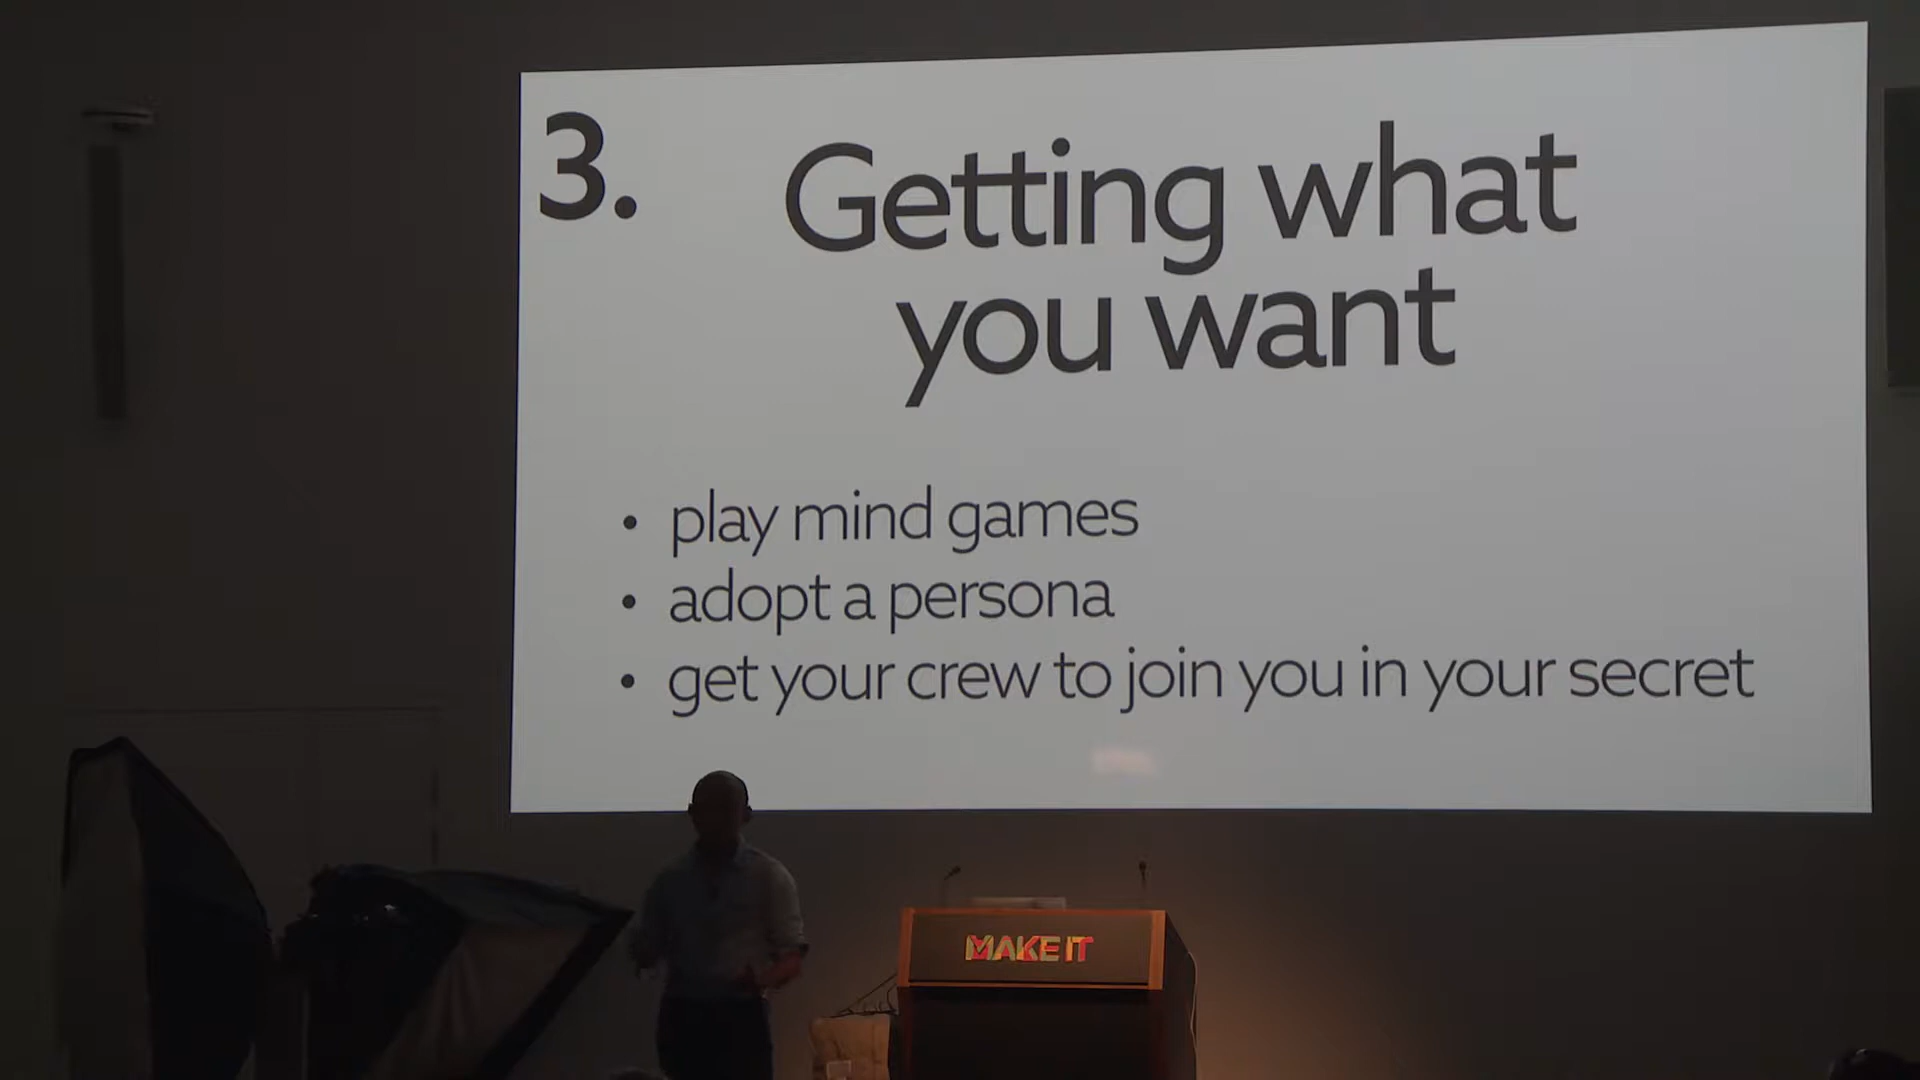 3.
Getting what
you want
• play mind games
• adopt a persona
• get your crew to join you in your secret
MAKE IT